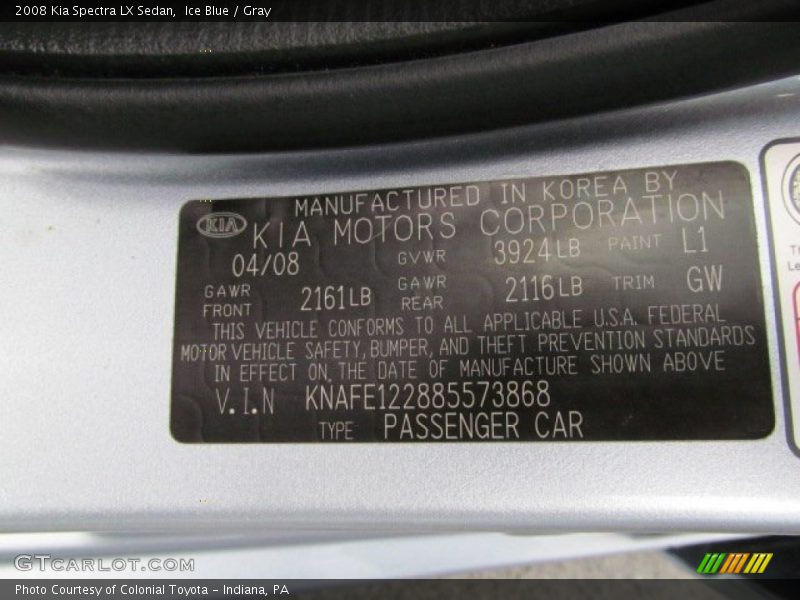 2008 Kia Spectra LX Sedan,  Ice Blue / Gray
MANUFACTURED IN KOREA BY
KIA KIA MOTORS CORPORATION
04/08 GVWR 3924LB PAINT L1
GAWR FRONT 2161LB GAWR REAR 2116LB TRIM GW
THIS VEHICLE CONFORMS TO ALL APPLICABLE U.S.A. FEDERAL
MOTOR VEHICLE SAFETY, BUMPER, AND THEFT PREVENTION STANDARDS
IN EFFECT ON THE DATE OF MANUFACTURE SHOWN ABOVE
V.I.N KNAFE122885573868
TYPE PASSENGER CAR
GTCARLOT.COM
Photo Courtesy of Colonial Toyota - Indiana, PA